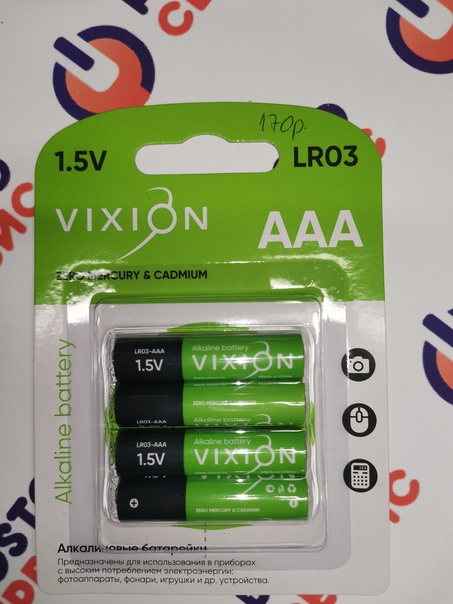 170р.
1.5V
LR03
VIXION
AAA
ZERO MERCURY & CADMIUM
Alkaline battery
LR03-AAA
1.5V
Alkaline battery
VIXION
ZERO MERCURY & CADMIUM
LR03-AAA
Alkaline battery
LR03-AAA
1.5V
Alkaline battery
VIXION
ZERO MERCURY & CADMIUM
Алкалиновые батарейки
Предназначены для использования в приборах
с высоким потреблением электроэнергии:
фотоаппараты, фонари, игрушки и др. устройства.